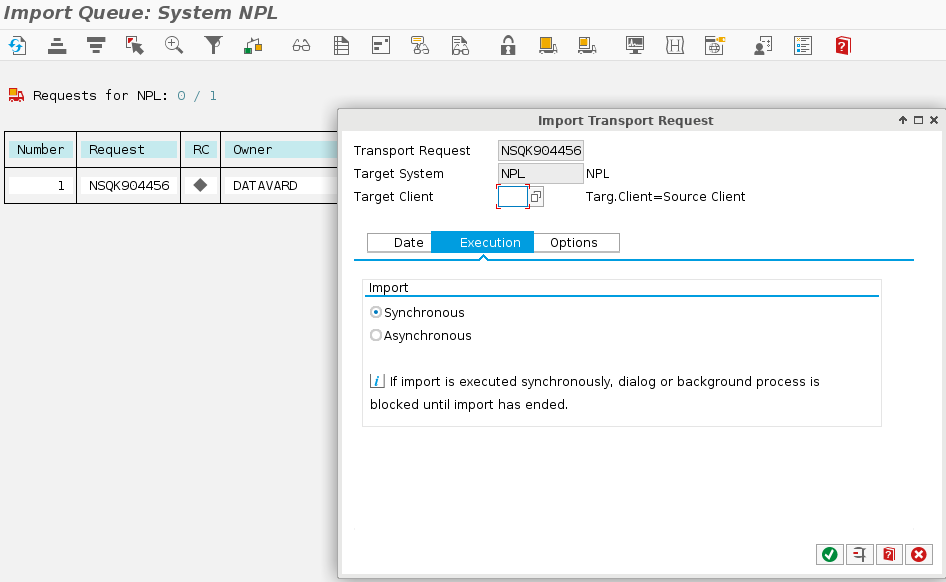 Import Queue: System NPL
Requests for NPL: 0 / 1
Number Request RC Owner
1 NSQK904456 DATAVARD
Import Transport Request
Transport Request NSQK904456
Target System NPL NPL
Target Client Targ.Client=Source Client
Date Execution Options
Import
Synchronous
Asynchronous
i If import is executed synchronously, dialog or background process is
blocked until import has ended.